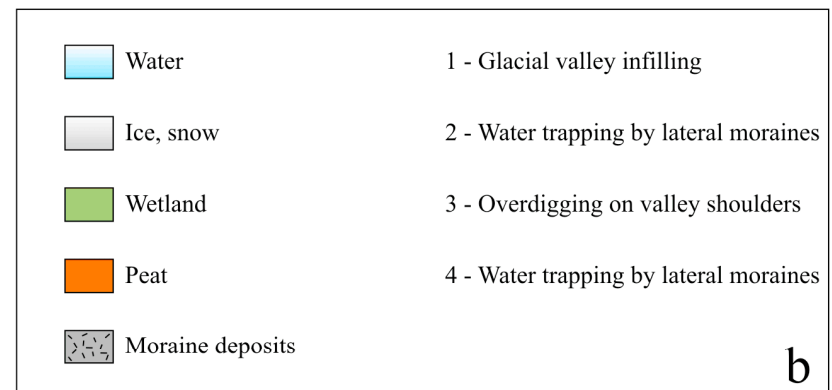 Water
1 - Glacial valley infilling
Ice, snow
2 - Water trapping by lateral moraines
Wetland
3 - Overdigging on valley shoulders
Peat
4 - Water trapping by lateral moraines
Moraine deposits
b